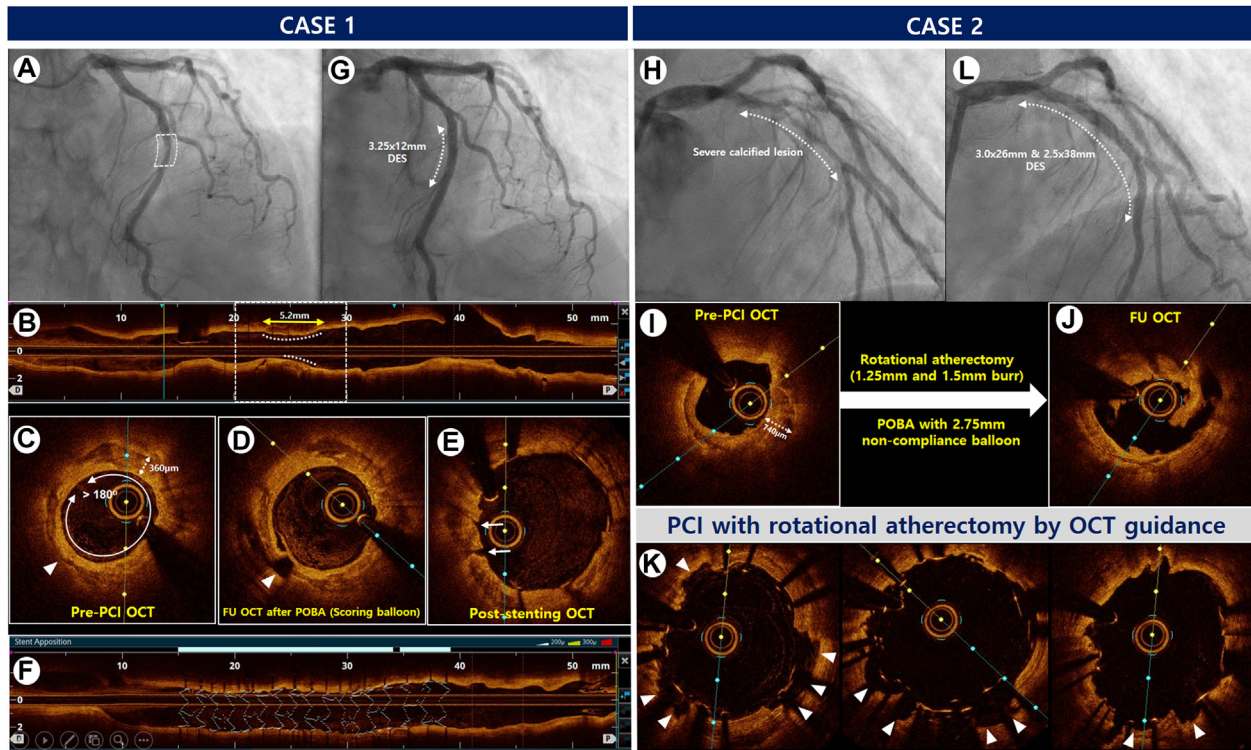 CASE 1
CASE 2
A
G
3.25x12mm
DES
H
Severe calcified lesion
L
3.0x26mm & 2.5x38mm
DES
B
10
20
30
40
50
mm
5.2mm
0
2
D
P
C
360µm
> 180º
Pre-PCI OCT
D
FU OCT after POBA (Scoring balloon)
E
Post-stenting OCT
Stent Apposition
200µ
300µ
F
20
30
40
50
mm
0
2
P
I
Pre-PCI OCT
740µm
Rotational atherectomy
(1.25mm and 1.5mm burr)
POBA with 2.75mm
non-compliance balloon
J
FU OCT
PCI with rotational atherectomy by OCT guidance
K